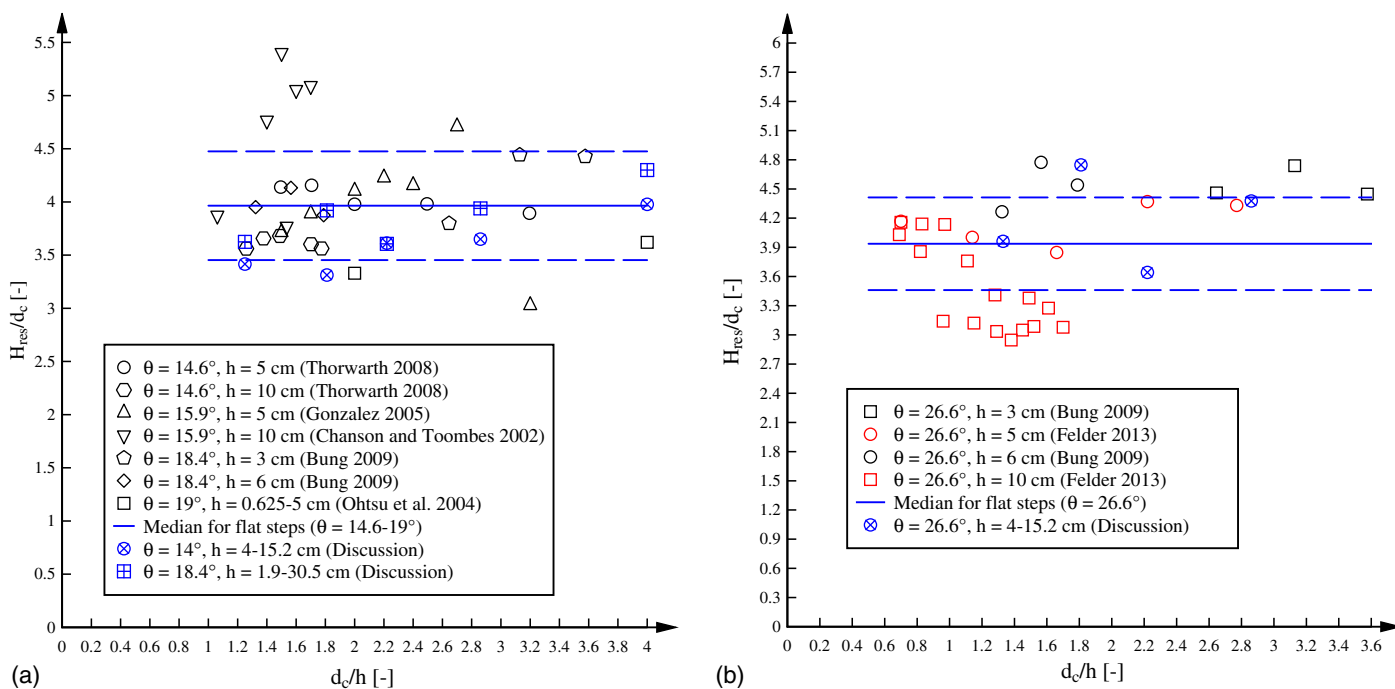 5.5
5
4.5
4
3.5
3
2.5
2
1.5
1
0.5
0
H_res/d_c [-]
θ = 14.6°, h = 5 cm (Thorwarth 2008)
θ = 14.6°, h = 10 cm (Thorwarth 2008)
θ = 15.9°, h = 5 cm (Gonzalez 2005)
θ = 15.9°, h = 10 cm (Chanson and Toombes 2002)
θ = 18.4°, h = 3 cm (Bung 2009)
θ = 18.4°, h = 6 cm (Bung 2009)
θ = 19°, h = 0.625-5 cm (Ohtsu et al. 2004)
Median for flat steps (θ = 14.6-19°)
θ = 14°, h = 4-15.2 cm (Discussion)
θ = 18.4°, h = 1.9-30.5 cm (Discussion)
0 0.2 0.4 0.6 0.8 1 1.2 1.4 1.6 1.8 2 2.2 2.4 2.6 2.8 3 3.2 3.4 3.6 3.8 4
(a)
d_c/h [-]
6
5.7
5.4
5.1
4.8
4.5
4.2
3.9
3.6
3.3
3
2.7
2.4
2.1
1.8
1.5
1.2
0.9
0.6
0.3
0
H_res/d_c [-]
θ = 26.6°, h = 3 cm (Bung 2009)
θ = 26.6°, h = 5 cm (Felder 2013)
θ = 26.6°, h = 6 cm (Bung 2009)
θ = 26.6°, h = 10 cm (Felder 2013)
Median for flat steps (θ = 26.6°)
θ = 26.6°, h = 4-15.2 cm (Discussion)
0 0.2 0.4 0.6 0.8 1 1.2 1.4 1.6 1.8 2 2.2 2.4 2.6 2.8 3 3.2 3.4 3.6
(b)
d_c/h [-]